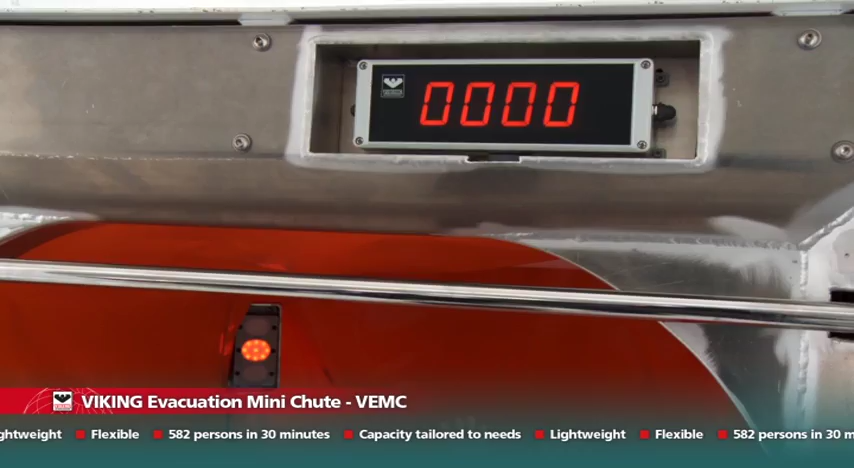 0000
VIKING Evacuation Mini Chute - VEMC
ghtweight ■ Flexible ■ 582 persons in 30 minutes ■ Capacity tailored to needs ■ Lightweight ■ Flexible ■ 582 persons in 30 m